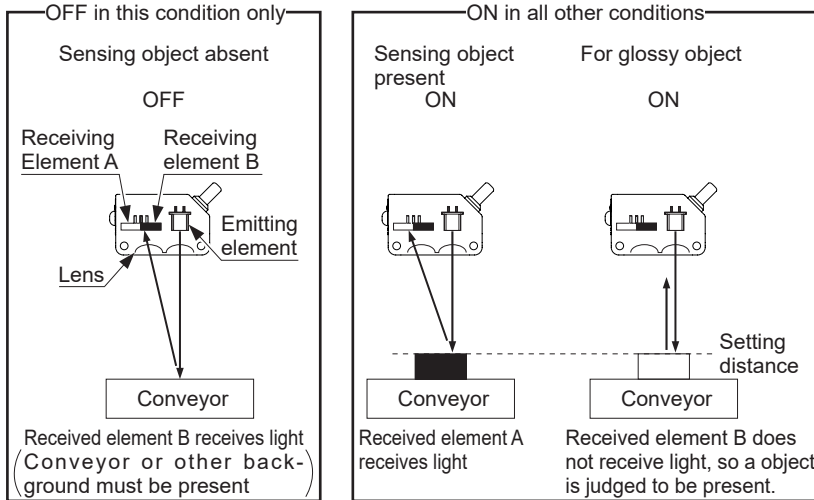 OFF in this condition only
Sensing object absent
OFF
Receiving
Element A
Receiving
element B
Emitting
element
Lens
Conveyor
Received element B receives light
(Conveyor or other back-
ground must be present)
ON in all other conditions
Sensing object
present
ON
For glossy object
ON
Setting
distance
Conveyor
Conveyor
Received element A
receives light
Received element B does
not receive light, so a object
is judged to be present.